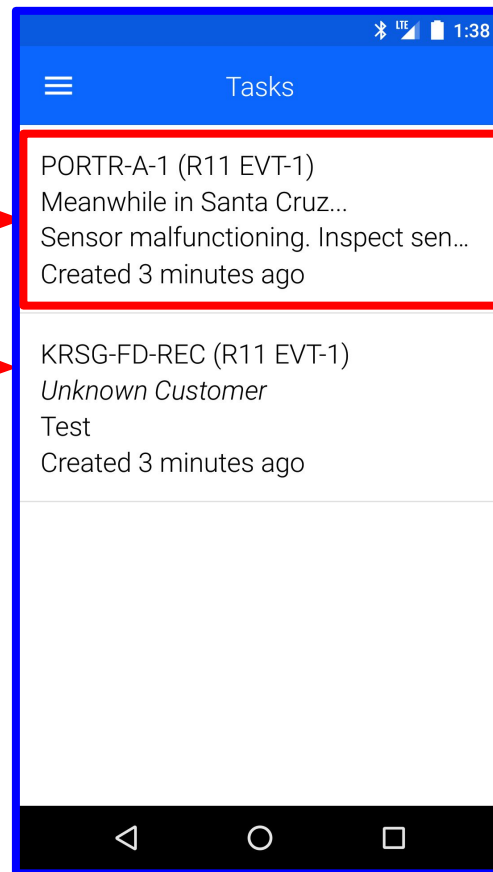 LTE 1:38
Tasks
PORTR-A-1 (R11 EVT-1)
Meanwhile in Santa Cruz...
Sensor malfunctioning. Inspect sen...
Created 3 minutes ago
KRSG-FD-REC (R11 EVT-1)
Unknown Customer
Test
Created 3 minutes ago